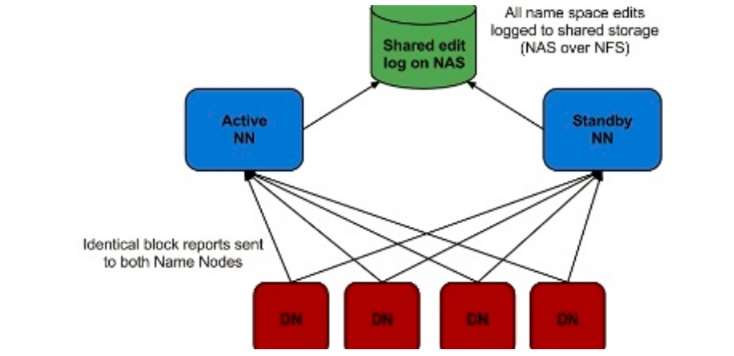 All name space edits
logged to shared storage
(NAS over NFS)
Shared edit
log on NAS
Active
NN
Standby
NN
Identical block reports sent
to both Name Nodes
DN
DN
DN
DN